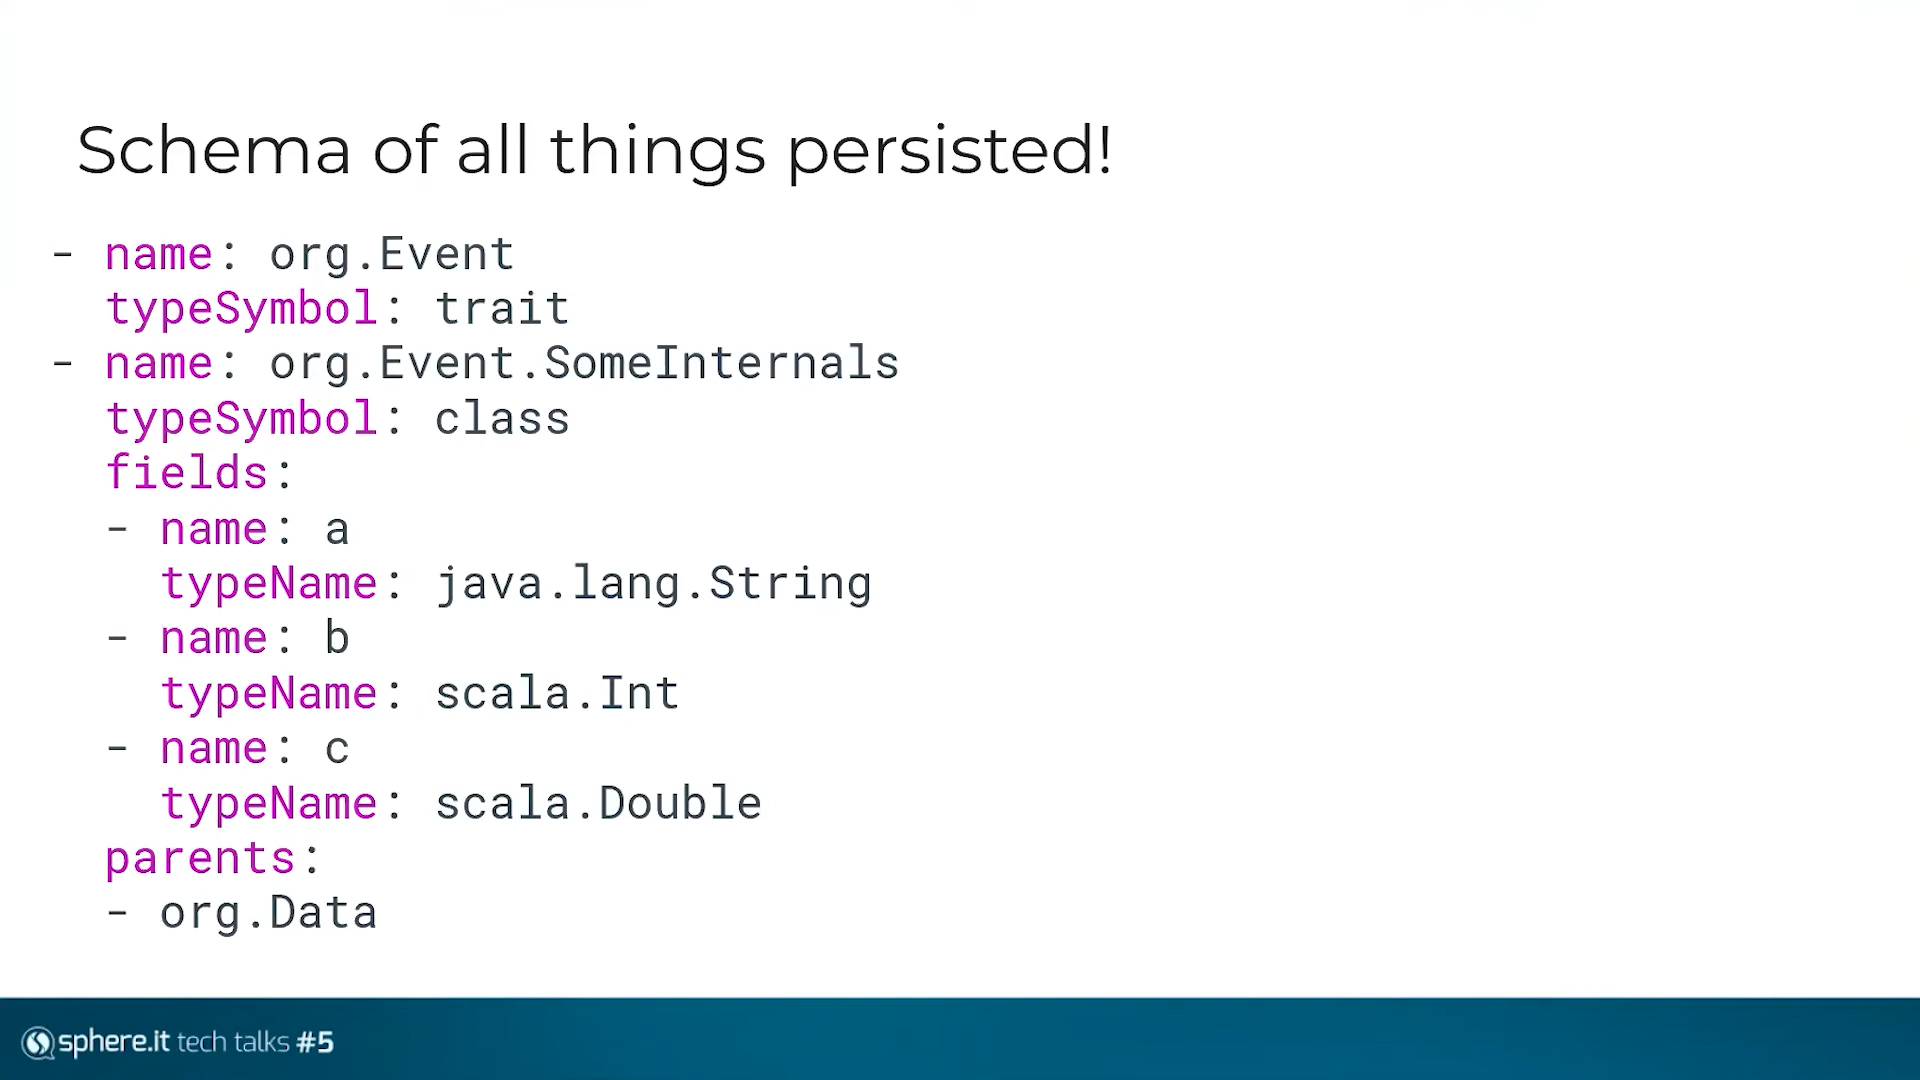 Schema of all things persisted!
- name: org.Event
typeSymbol: trait
- name: org.Event.SomeInternals
typeSymbol: class
fields:
- name: a
typeName: java.lang.String
- name: b
typeName: scala.Int
- name: c
typeName: scala.Double
parents:
- org.Data
sphere.it tech talks #5